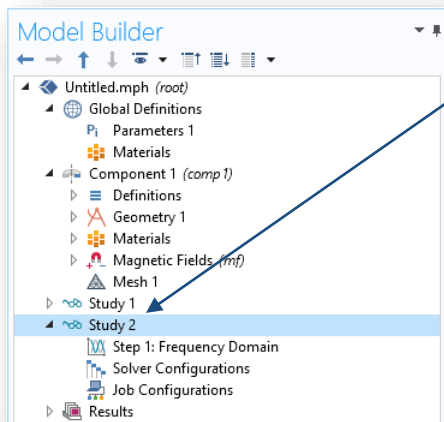 Model Builder
Untitled.mph (root)
Global Definitions
Pi Parameters 1
Materials
Component 1 (comp1)
Definitions
Geometry 1
Materials
Magnetic Fields (mf)
Mesh 1
Study 1
Study 2
Step 1: Frequency Domain
Solver Configurations
Job Configurations
Results